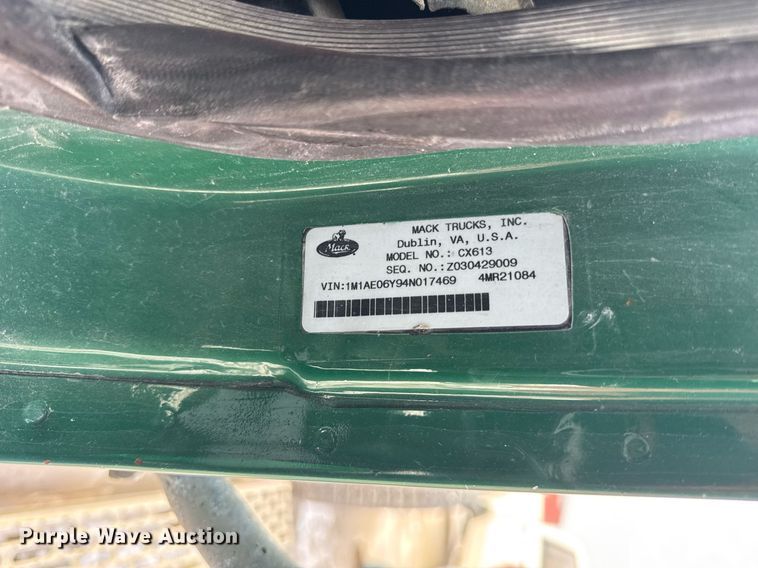 Mack
MACK TRUCKS, INC.
Dublin, VA, U.S.A.
MODEL NO.: CX613
SEQ. NO.:Z030429009
VIN:1M1AE06Y94N017469 4MR21084
Purple Wave Auction